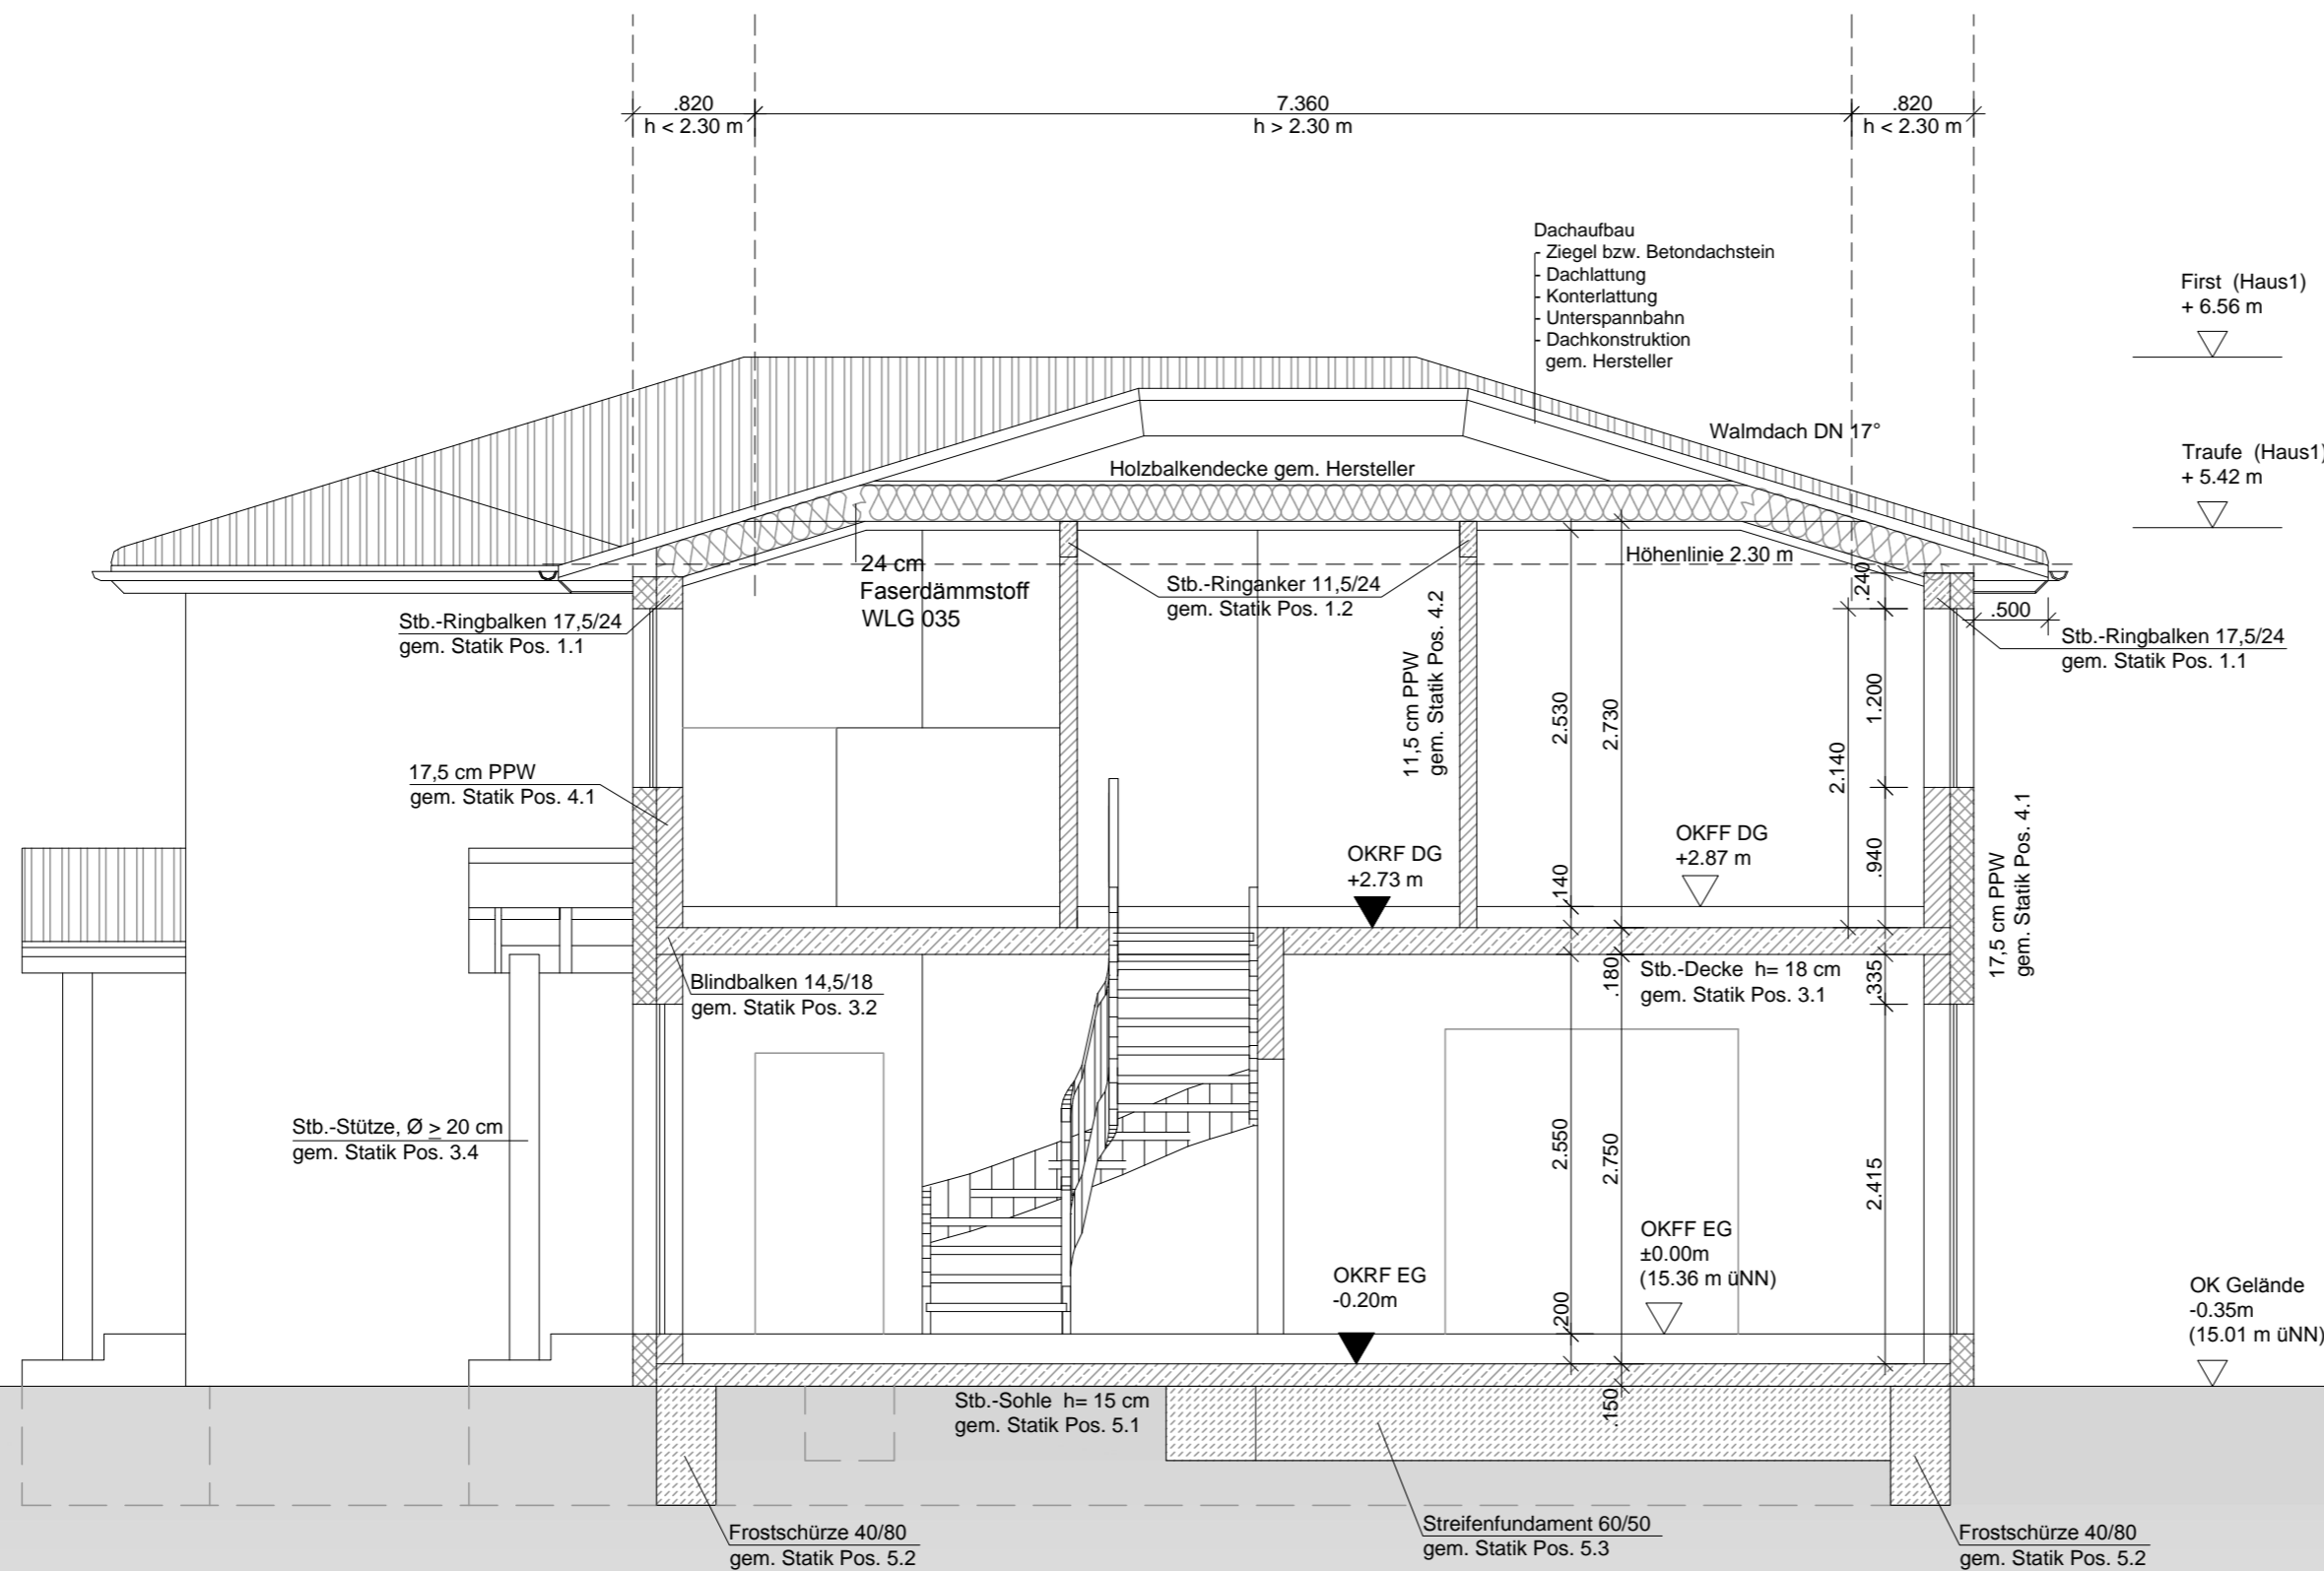 .820
h < 2.30 m
7.360
h > 2.30 m
.820
h < 2.30 m
Dachaufbau
- Ziegel bzw. Betondachstein
- Dachlattung
- Konterlattung
- Unterspannbahn
- Dachkonstruktion
gem. Hersteller
First (Haus1)
+ 6.56 m
Walmdach DN 17°
Traufe (Haus1)
+ 5.42 m
Holzbalkendecke gem. Hersteller
Höhenlinie 2.30 m
24 cm
Faserdämmstoff
WLG 035
Stb.-Ringanker 11,5/24
gem. Statik Pos. 1.2
Stb.-Ringbalken 17,5/24
gem. Statik Pos. 1.1
.240
.500
Stb.-Ringbalken 17,5/24
gem. Statik Pos. 1.1
11,5 cm PPW
gem. Statik Pos. 4.2
2.530
2.730
2.140
1.200
17,5 cm PPW
gem. Statik Pos. 4.1
OKRF DG
+2.73 m
OKFF DG
+2.87 m
.140
.940
17,5 cm PPW
gem. Statik Pos. 4.1
Blindbalken 14,5/18
gem. Statik Pos. 3.2
.180
Stb.-Decke h= 18 cm
gem. Statik Pos. 3.1
.335
Stb.-Stütze, Ø ≥ 20 cm
gem. Statik Pos. 3.4
2.550
2.750
2.415
OKRF EG
-0.20m
.200
OKFF EG
±0.00m
(15.36 m üNN)
OK Gelände
-0.35m
(15.01 m üNN)
Stb.-Sohle h= 15 cm
gem. Statik Pos. 5.1
.150
Frostschürze 40/80
gem. Statik Pos. 5.2
Streifenfundament 60/50
gem. Statik Pos. 5.3
Frostschürze 40/80
gem. Statik Pos. 5.2